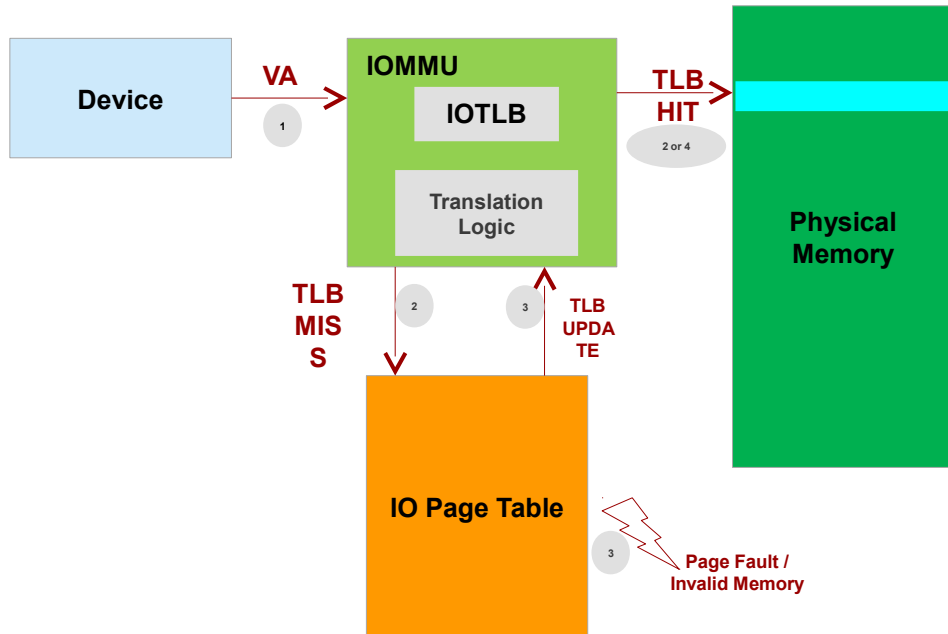 Device
VA
1
IOMMU
IOTLB
Translation
Logic
TLB
HIT
2 or 4
Physical
Memory
TLB
MIS
S
2
3
TLB
UPDA
TE
IO Page Table
3
Page Fault /
Invalid Memory